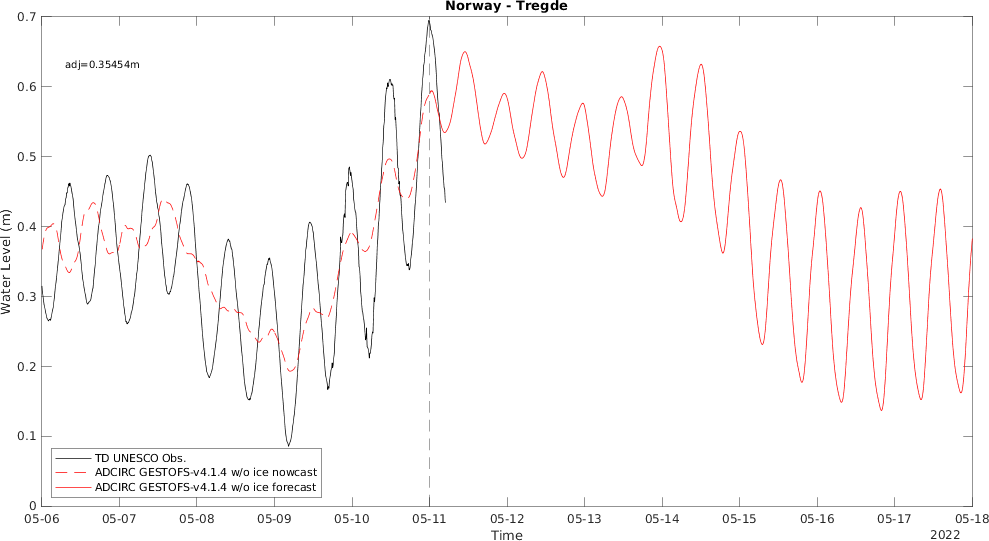 Norway - Tregde
0.7
0.6
0.5
0.4
0.3
0.2
0.1
0
Water Level (m)
adj=0.35454m
TD UNESCO Obs.
ADCIRC GESTOFS-v4.1.4 w/o ice nowcast
ADCIRC GESTOFS-v4.1.4 w/o ice forecast
05-06 05-07 05-08 05-09 05-10 05-11 05-12 05-13 05-14 05-15 05-16 05-17 05-18
Time
2022